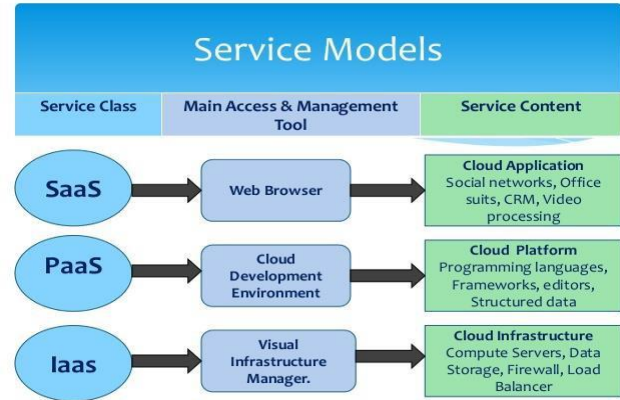 Service Models
Service Class
Main Access & Management
Tool
Service Content
SaaS
Web Browser
Cloud Application
Social networks, Office
suits, CRM, Video
processing
PaaS
Cloud
Development
Environment
Cloud Platform
Programming languages,
Frameworks, editors,
Structured data
Iaas
Visual
Infrastructure
Manager.
Cloud Infrastructure
Compute Servers, Data
Storage, Firewall, Load
Balancer